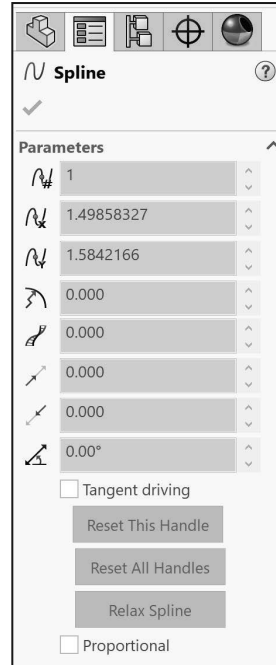 Spline
?
Parameters
# 1
x 1.49858327
Y 1.5842166
0.000
0.000
0.000
0.000
0.00°
Tangent driving
Reset This Handle
Reset All Handles
Relax Spline
Proportional